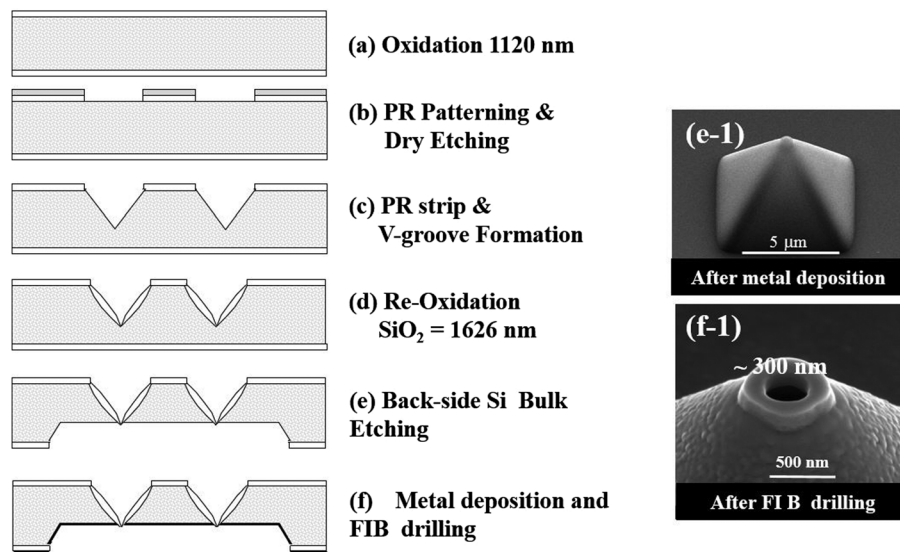 (a) Oxidation 1120 nm
(b) PR Patterning &
Dry Etching
(c) PR strip &
V-groove Formation
(d) Re-Oxidation
SiO₂ = 1626 nm
(e) Back-side Si Bulk
Etching
(f) Metal deposition and
FIB drilling
(e-1)
5 µm
After metal deposition
(f-1)
~ 300 nm
500 nm
After FI B drilling